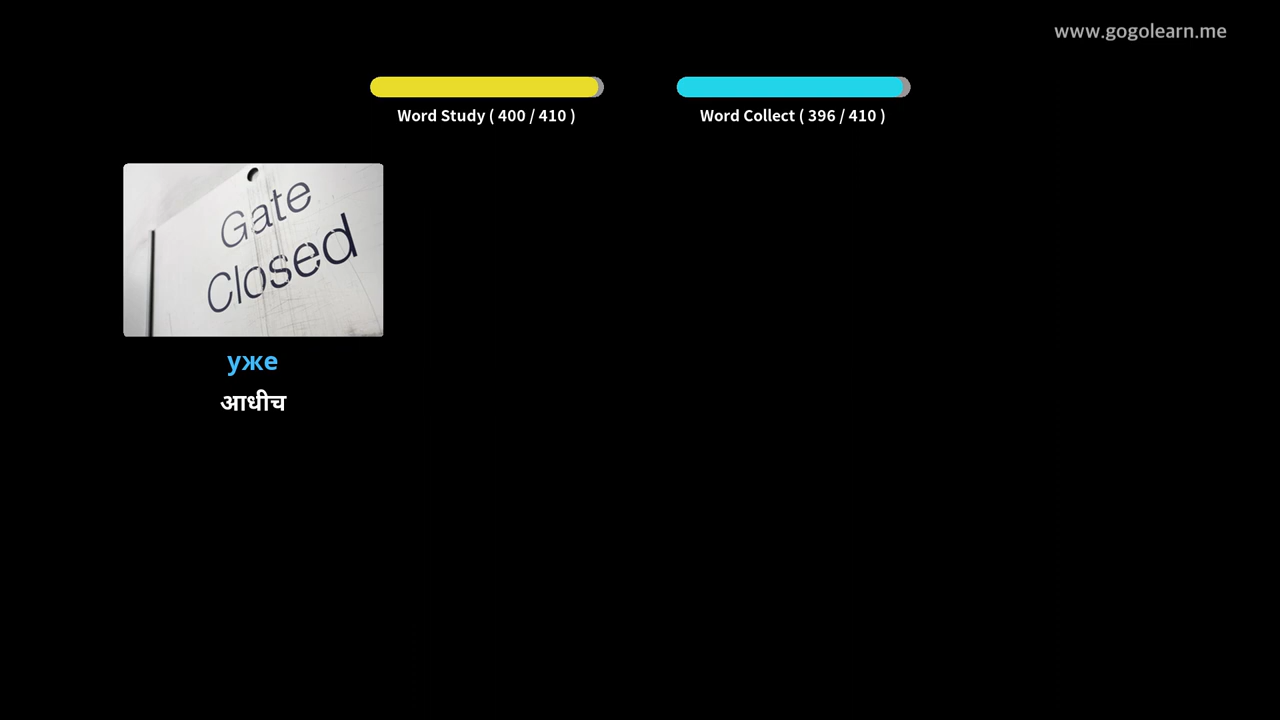 www.gogolearn.me
Word Study ( 400 / 410 )
Word Collect ( 396 / 410 )
Gate
Closed
уже
आधीच